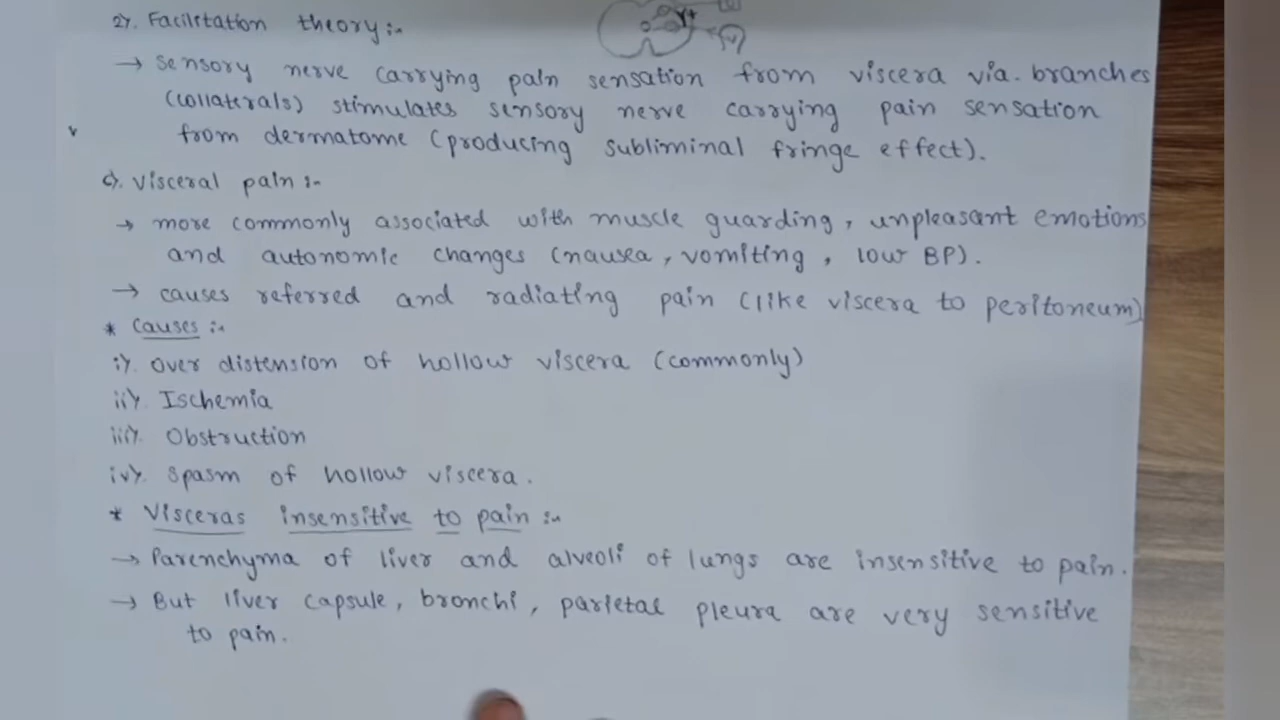 2). Facilitation theory:-
→ sensory nerve carrying pain sensation from viscera via. branches
(collaterals) stimulates sensory nerve carrying pain sensation
from dermatome (producing subliminal fringe effect).
c). Visceral pain :-
→ more commonly associated with muscle guarding, unpleasant emotions
and autonomic changes (nausea, vomiting, low BP).
→ causes referred and radiating pain (like viscera to peritoneum)
* Causes :-
i). Over distension of hollow viscera (commonly)
ii). Ischemia
iii). Obstruction
iv). Spasm of hollow viscera.
* Visceras insensitive to pain :-
→ Parenchyma of liver and alveoli of lungs are insensitive to pain.
→ But liver capsule, bronchi, parietal pleura are very sensitive
to pain.